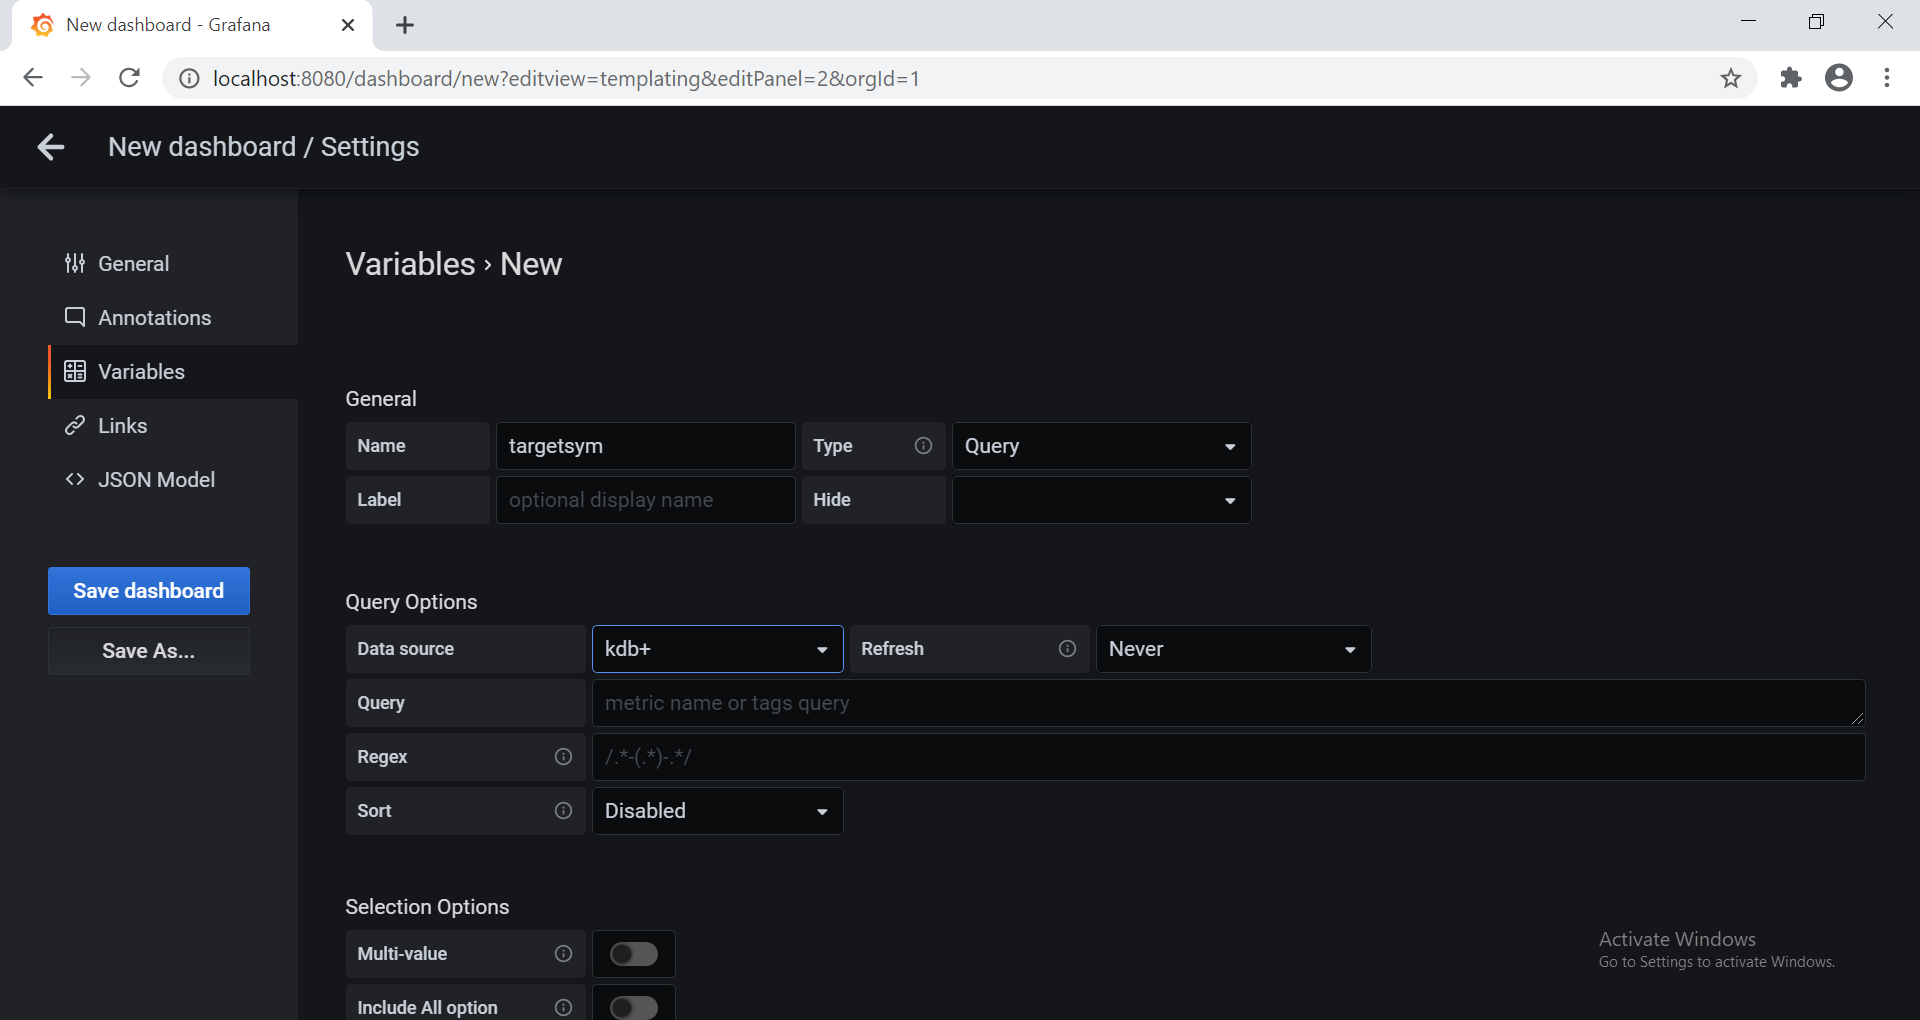 New dashboard - Grafana
localhost:8080/dashboard/new?editview=templating&editPanel=2&orgId=1
New dashboard / Settings
General
Annotations
Variables
Links
JSON Model
Save dashboard
Save As...
Variables › New
General
Name targetsym Type Query
Label optional display name Hide
Query Options
Data source kdb+ Refresh Never
Query metric name or tags query
Regex /.*-(.*)-.*/
Sort Disabled
Selection Options
Multi-value
Include All option
Activate Windows
Go to Settings to activate Windows.